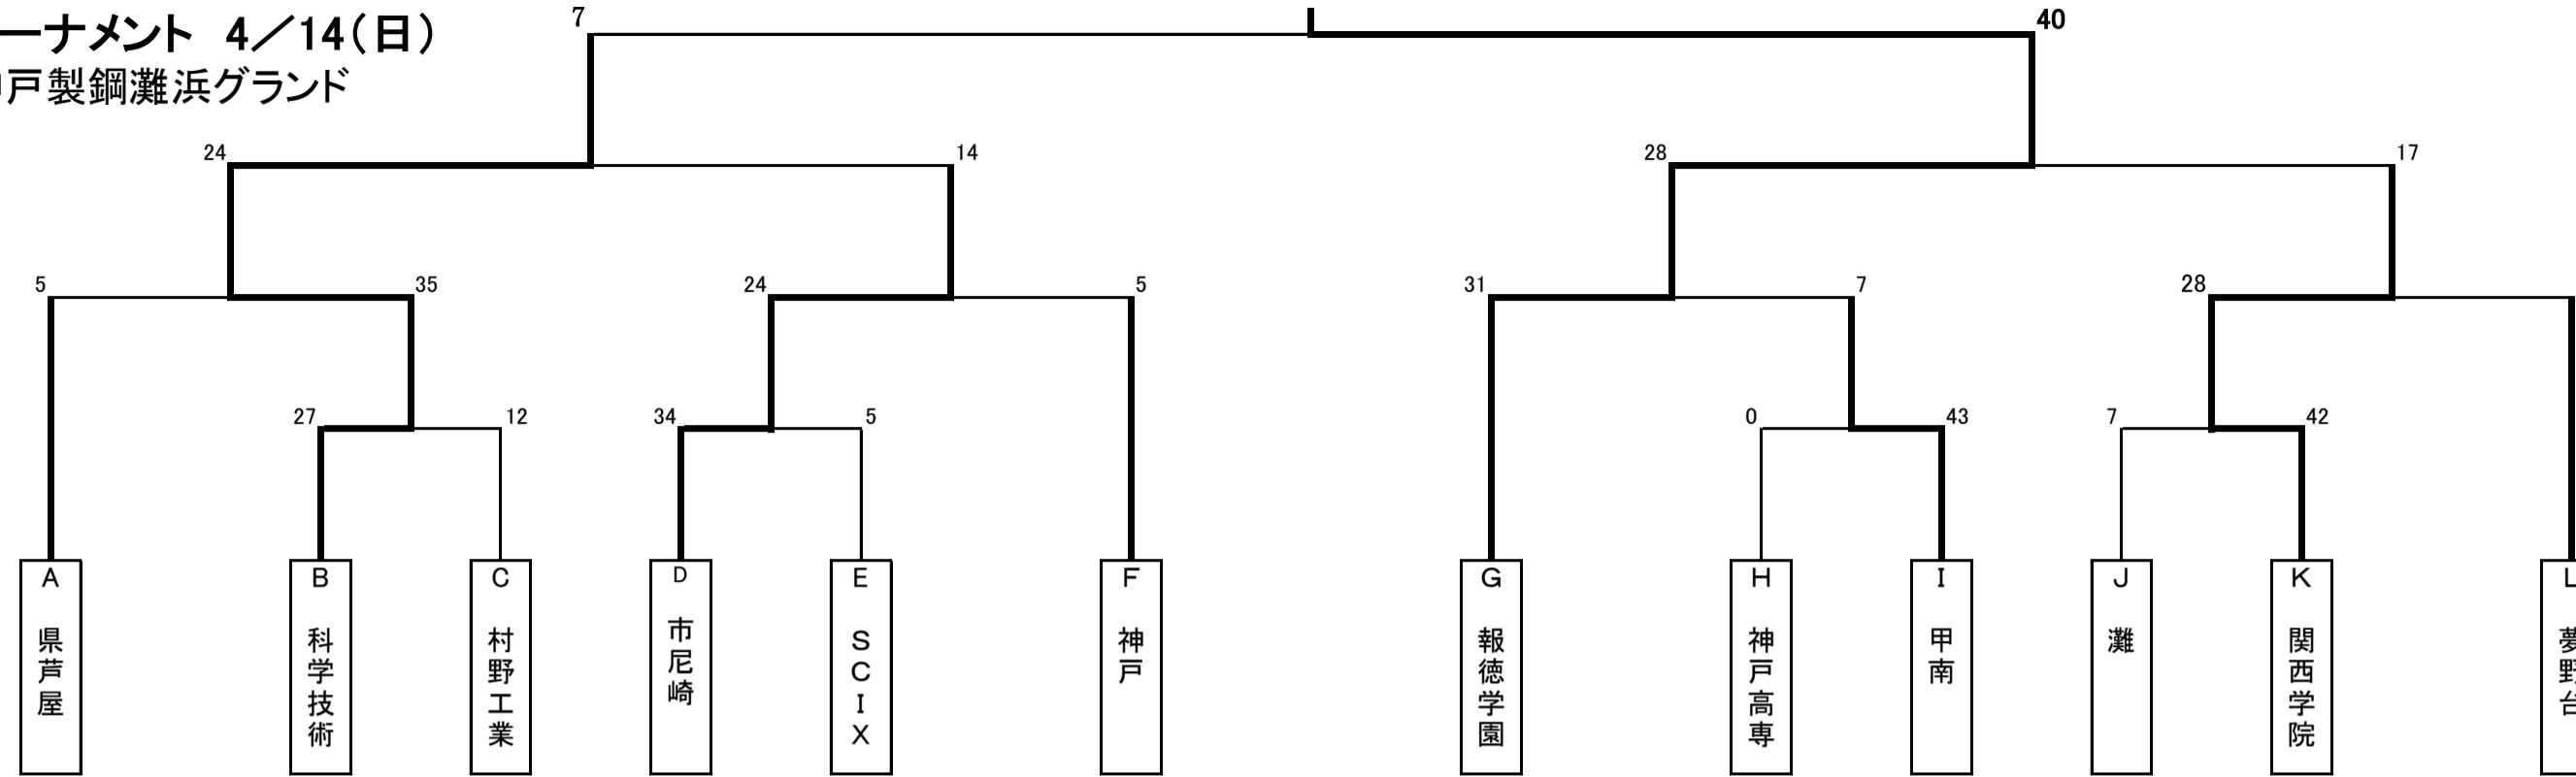 ーナメント 4／14(日)
戸製鋼灘浜グランド
7 40
24 14 28 17
5 35 24 5 31 7 28
27 12 34 5 0 43 7 42
A 県芦屋
B 科学技術
C 村野工業
D 市尼崎
E SCIX
F 神戸
G 報徳学園
H 神戸高専
I 甲南
J 灘
K 関西学院
L 夢野台